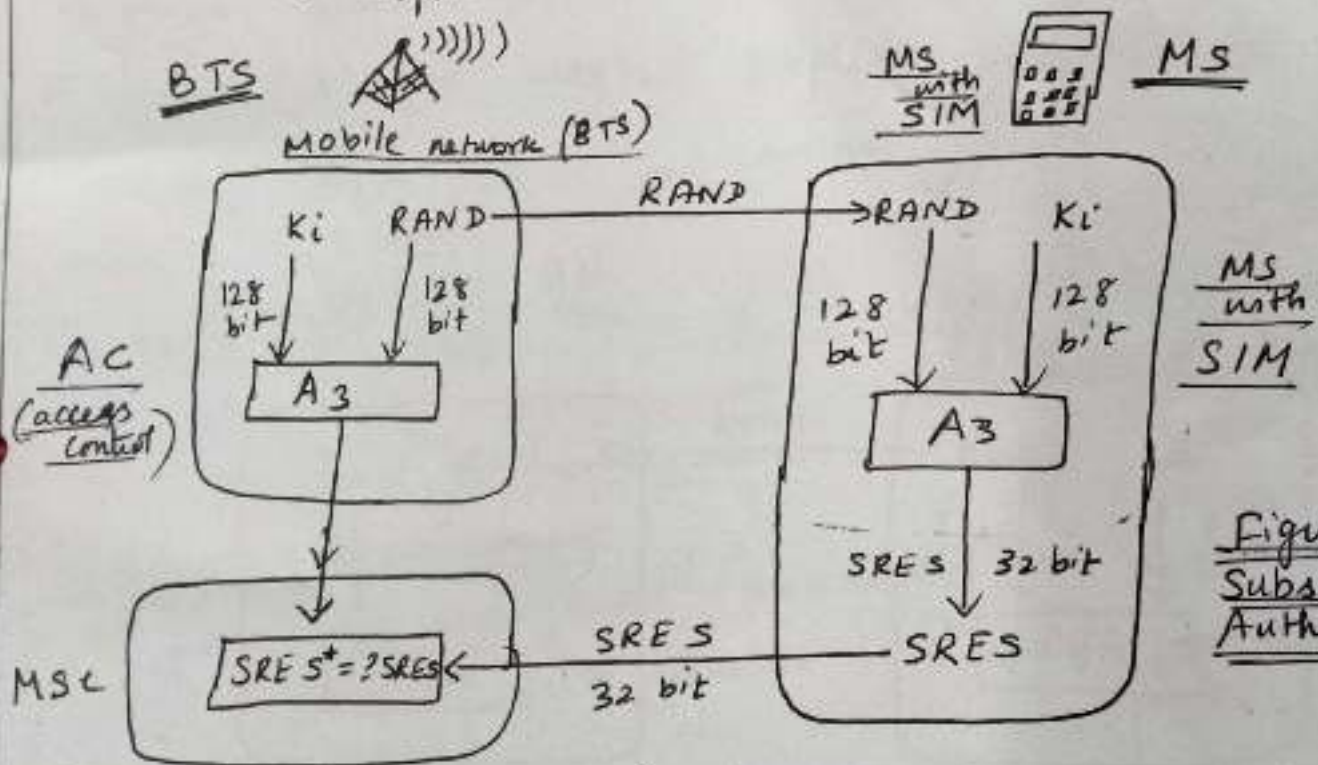 BTS
Mobile network (BTS)
MS
with
SIM
MS
RAND
Ki RAND
128
bit
128
bit
A3
AC
(access
control)
RAND Ki
128
bit
128
bit
A3
MS
with
SIM
SRES 32 bit
SRES
SRES
32 bit
MSC
SRES* = ? SRES
Figu
Subs
Auth